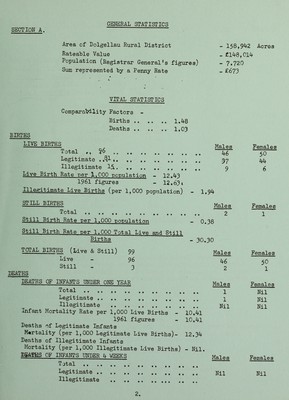 GENERAL STATISTICS
SECTION A.
Area of Dolgellau Rural District - 158,942 Acres
Rateable Value - £148,014
Population (Registrar General's figures) - 7,720
Sum represented by a Penny Rate - £673
VITAL STATISTICS
Comparability Factors -
Births .. .. .. 1.48
Deaths .. .. .. 1.03
BIRTHS
LIVE BIRTHS Males Females
Total .. 96 .. .. .. .. .. .. 46 50
Legitimate ..81.. .. .. .. .. .. 37 44
Illegitimate 15.. .. .. .. .. .. 9 6
Live Birth Rate per 1,000 population - 12.43
1961 figures - 12.63
Illegitimate Live Births (per 1,000 population) - 1.94
STILL BIRTHS Males Females
Total .. .. .. .. .. .. .. .. 2 1
Still Birth Rate per 1,000 population - 0.38
Still Birth Rate per 1,000 Total Live and Still
Births - 30.30
TOTAL BIRTHS (Live & Still) 99 Males Females
Live - 96 46 50
Still - 3 2 1
DEATHS
DEATHS OF INFANTS UNDER ONE YEAR Males Females
Total .. .. .. .. .. .. .. .. 1 Nil
Legitimate .. .. .. .. .. .. .. 1 Nil
Illegitimate .. .. .. .. .. .. Nil Nil
Infant Mortality Rate per 1,000 Live Births - 10.41
1961 figures - 10.41
Deaths of Legitimate Infants
Mortality (per 1,000 Legitimate Live Births)- 12.34
Deaths of Illegitimate Infants
Mortality (per 1,000 Illegitimate Live Births) - Nil.
DEATHS OF INFANTS UNDER 4 WEEKS Males Females
Total .. .. .. .. .. .. .. ..
Legitimate .. .. .. .. .. .. .. Nil Nil
Illegitimate .. .. .. .. .. ..
2.